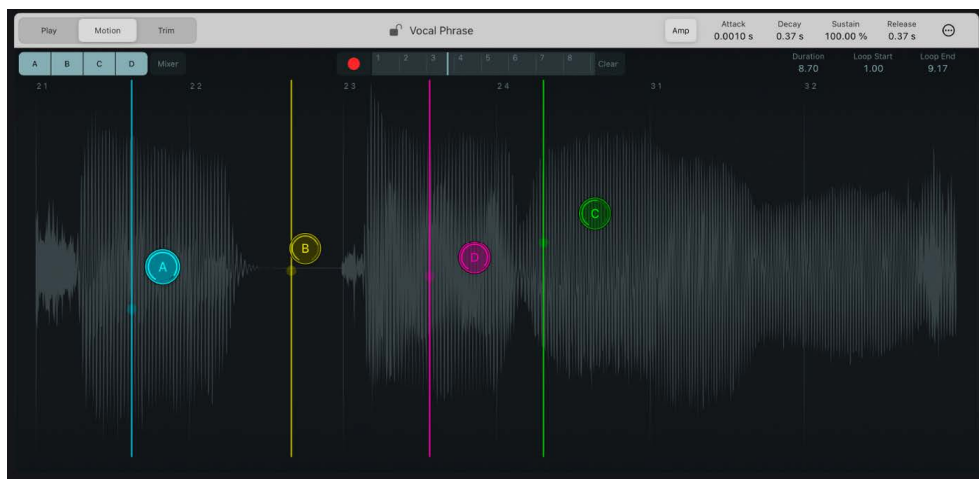 Play Motion Trim Vocal Phrase Amp Attack Decay Sustain Release
0.0010 s 0.37 s 100.00 % 0.37 s
A B C D Mixer 1 2 3 4 5 6 7 8 Clear Duration Loop Start Loop End
8.70 1.00 9.17
2 1 2 2 2 3 2 4 3 1 3 2
C
B
D
A